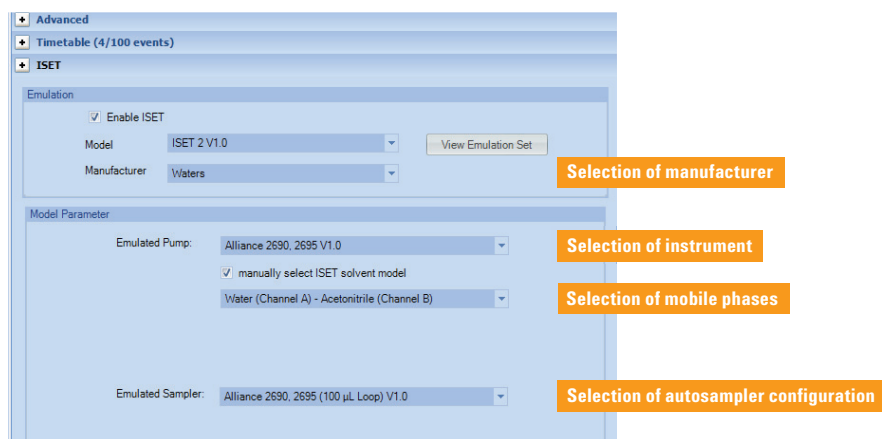 Advanced
Timetable (4/100 events)
ISET
Emulation
Enable ISET
Model ISET 2 V1.0 View Emulation Set
Manufacturer Waters Selection of manufacturer
Model Parameter
Emulated Pump: Alliance 2690, 2695 V1.0 Selection of instrument
manually select ISET solvent model
Water (Channel A) - Acetonitrile (Channel B) Selection of mobile phases
Emulated Sampler: Alliance 2690, 2695 (100 µL Loop) V1.0 Selection of autosampler configuration